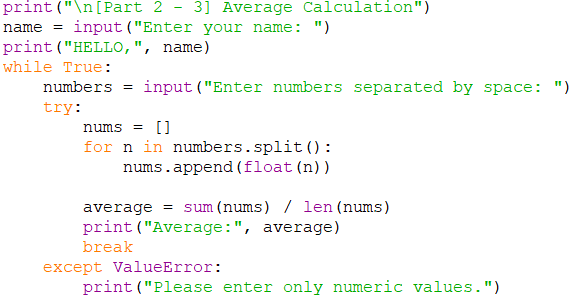 print("\n[Part 2 - 3] Average Calculation")
name = input("Enter your name: ")
print("HELLO,", name)
while True:
    numbers = input("Enter numbers separated by space: ")
    try:
        nums = []
        for n in numbers.split():
            nums.append(float(n))

        average = sum(nums) / len(nums)
        print("Average:", average)
        break
    except ValueError:
        print("Please enter only numeric values.")